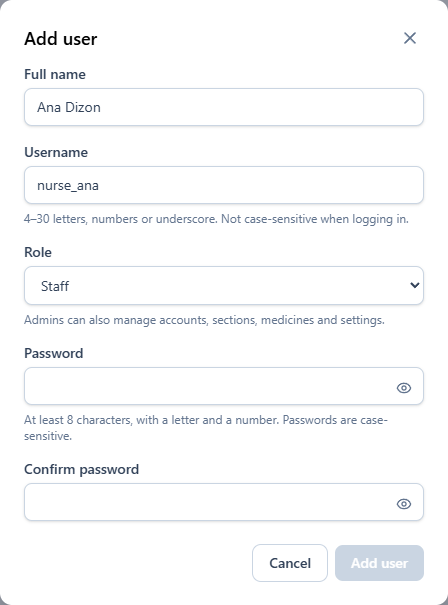 Add user
Full name
Ana Dizon
Username
nurse_ana
4–30 letters, numbers or underscore. Not case-sensitive when logging in.
Role
Staff
Admins can also manage accounts, sections, medicines and settings.
Password
At least 8 characters, with a letter and a number. Passwords are case-
sensitive.
Confirm password
Cancel
Add user